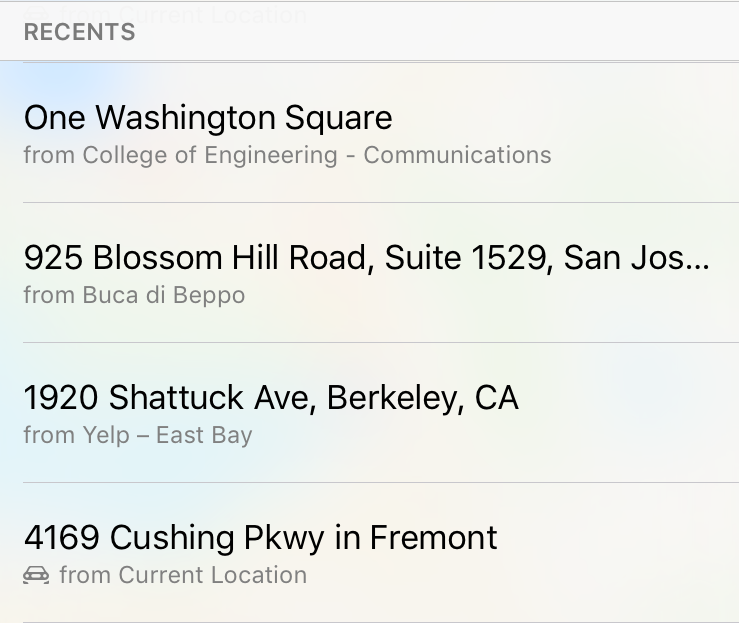 from Current Location
RECENTS
One Washington Square
from College of Engineering - Communications
925 Blossom Hill Road, Suite 1529, San Jos...
from Buca di Beppo
1920 Shattuck Ave, Berkeley, CA
from Yelp – East Bay
4169 Cushing Pkwy in Fremont
from Current Location